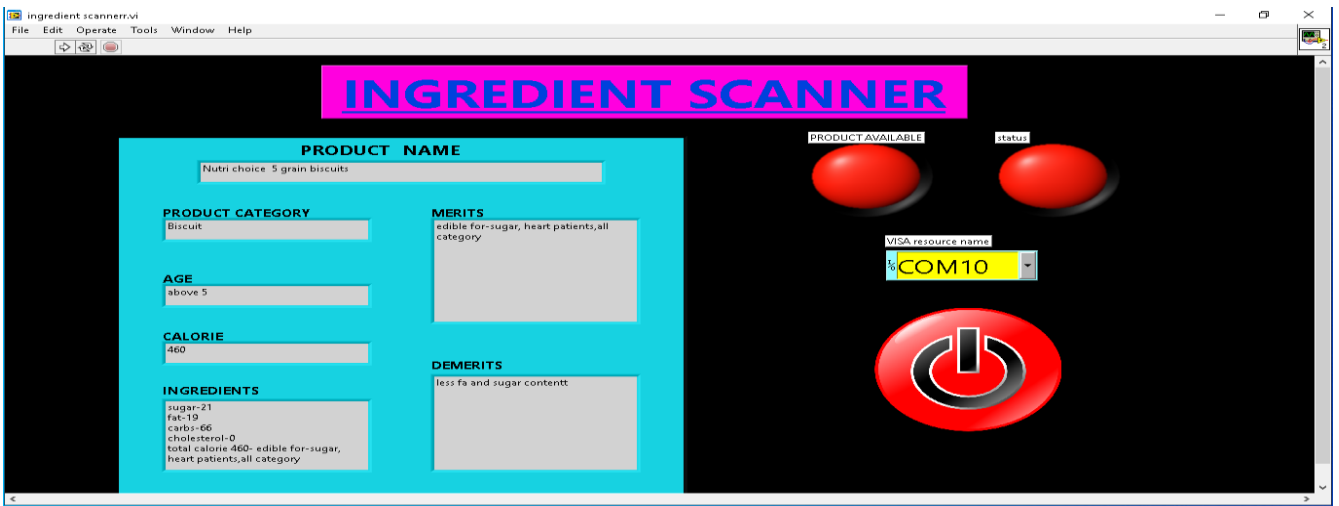 ingredient scannerr.vi
File Edit Operate Tools Window Help
2
INGREDIENT SCANNER
PRODUCT NAME
Nutri choice 5 grain biscuits
PRODUCT CATEGORY
Biscuit
AGE
above 5
CALORIE
460
INGREDIENTS
sugar-21
fat-19
carbs-66
cholesterol-0
total calorie 460- edible for-sugar,
heart patients,all category
MERITS
edible for-sugar, heart patients,all
category
DEMERITS
less fa and sugar contentt
PRODUCT AVAILABLE
status
VISA resource name
I/O COM10